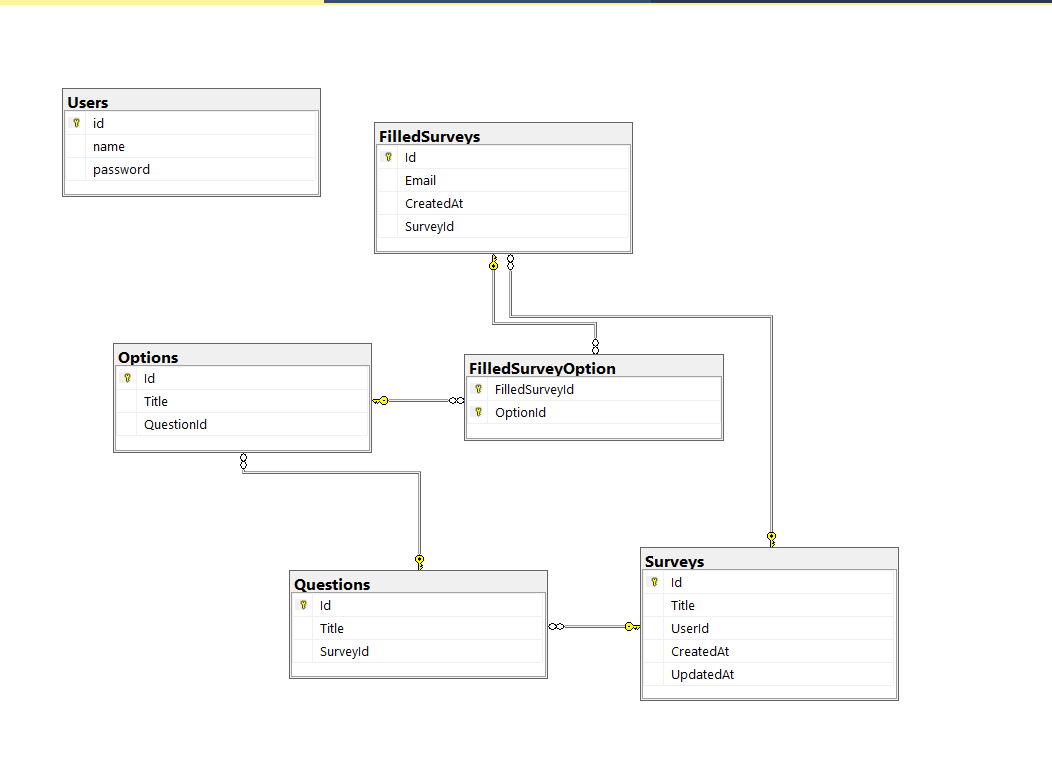 Users
id
name
password
FilledSurveys
Id
Email
CreatedAt
SurveyId
Options
Id
Title
QuestionId
FilledSurveyOption
FilledSurveyId
OptionId
Questions
Id
Title
SurveyId
Surveys
Id
Title
UserId
CreatedAt
UpdatedAt